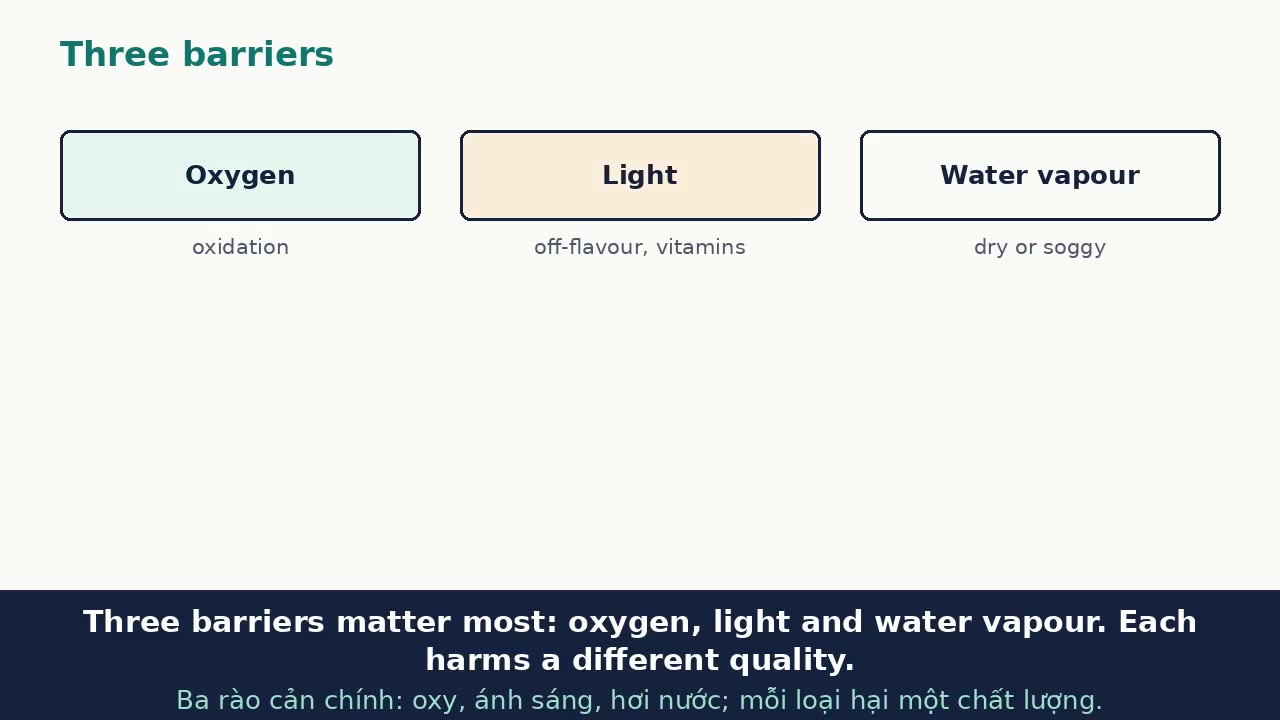 Three barriers
Oxygen
Light
Water vapour
oxidation
off-flavour, vitamins
dry or soggy
Three barriers matter most: oxygen, light and water vapour. Each
harms a different quality.
Ba rào cản chính: oxy, ánh sáng, hơi nước; mỗi loại hại một chất lượng.